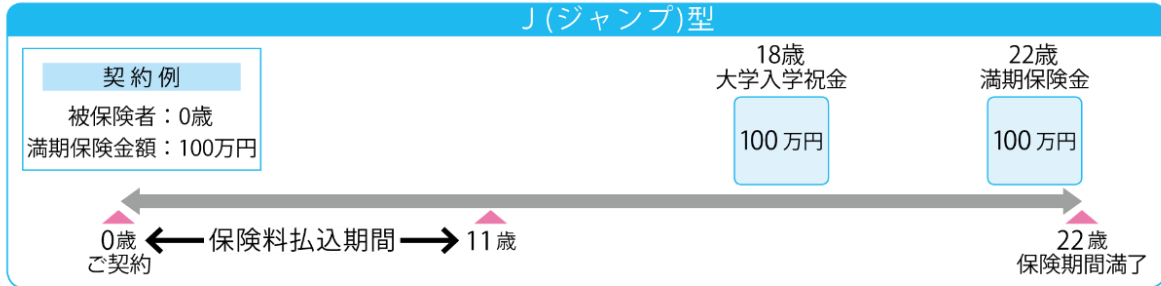 J(ジャンプ)型
契約例
被保険者：0歳
満期保険金額：100万円
18歳
大学入学祝金
100万円
22歳
満期保険金
100万円
0歳
ご契約
保険料払込期間
11歳
22歳
保険期間満了